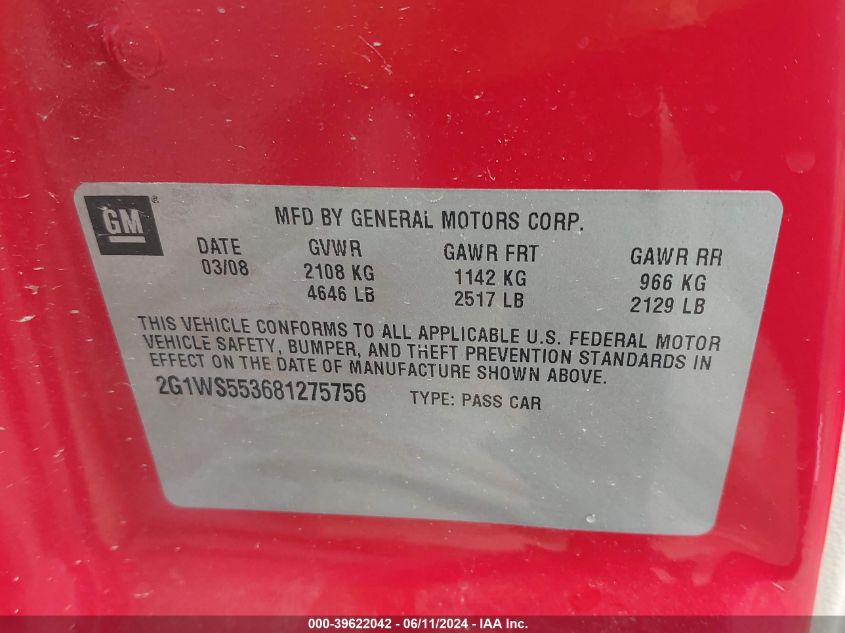 GM ®
MFD BY GENERAL MOTORS CORP.
DATE GVWR GAWR FRT GAWR RR
03/08 2108 KG 1142 KG 966 KG
4646 LB 2517 LB 2129 LB
THIS VEHICLE CONFORMS TO ALL APPLICABLE U.S. FEDERAL MOTOR
VEHICLE SAFETY, BUMPER, AND THEFT PREVENTION STANDARDS IN
EFFECT ON THE DATE OF MANUFACTURE SHOWN ABOVE.
2G1WS553681275756 TYPE: PASS CAR
000-39622042 - 06/11/2024 - IAA Inc.